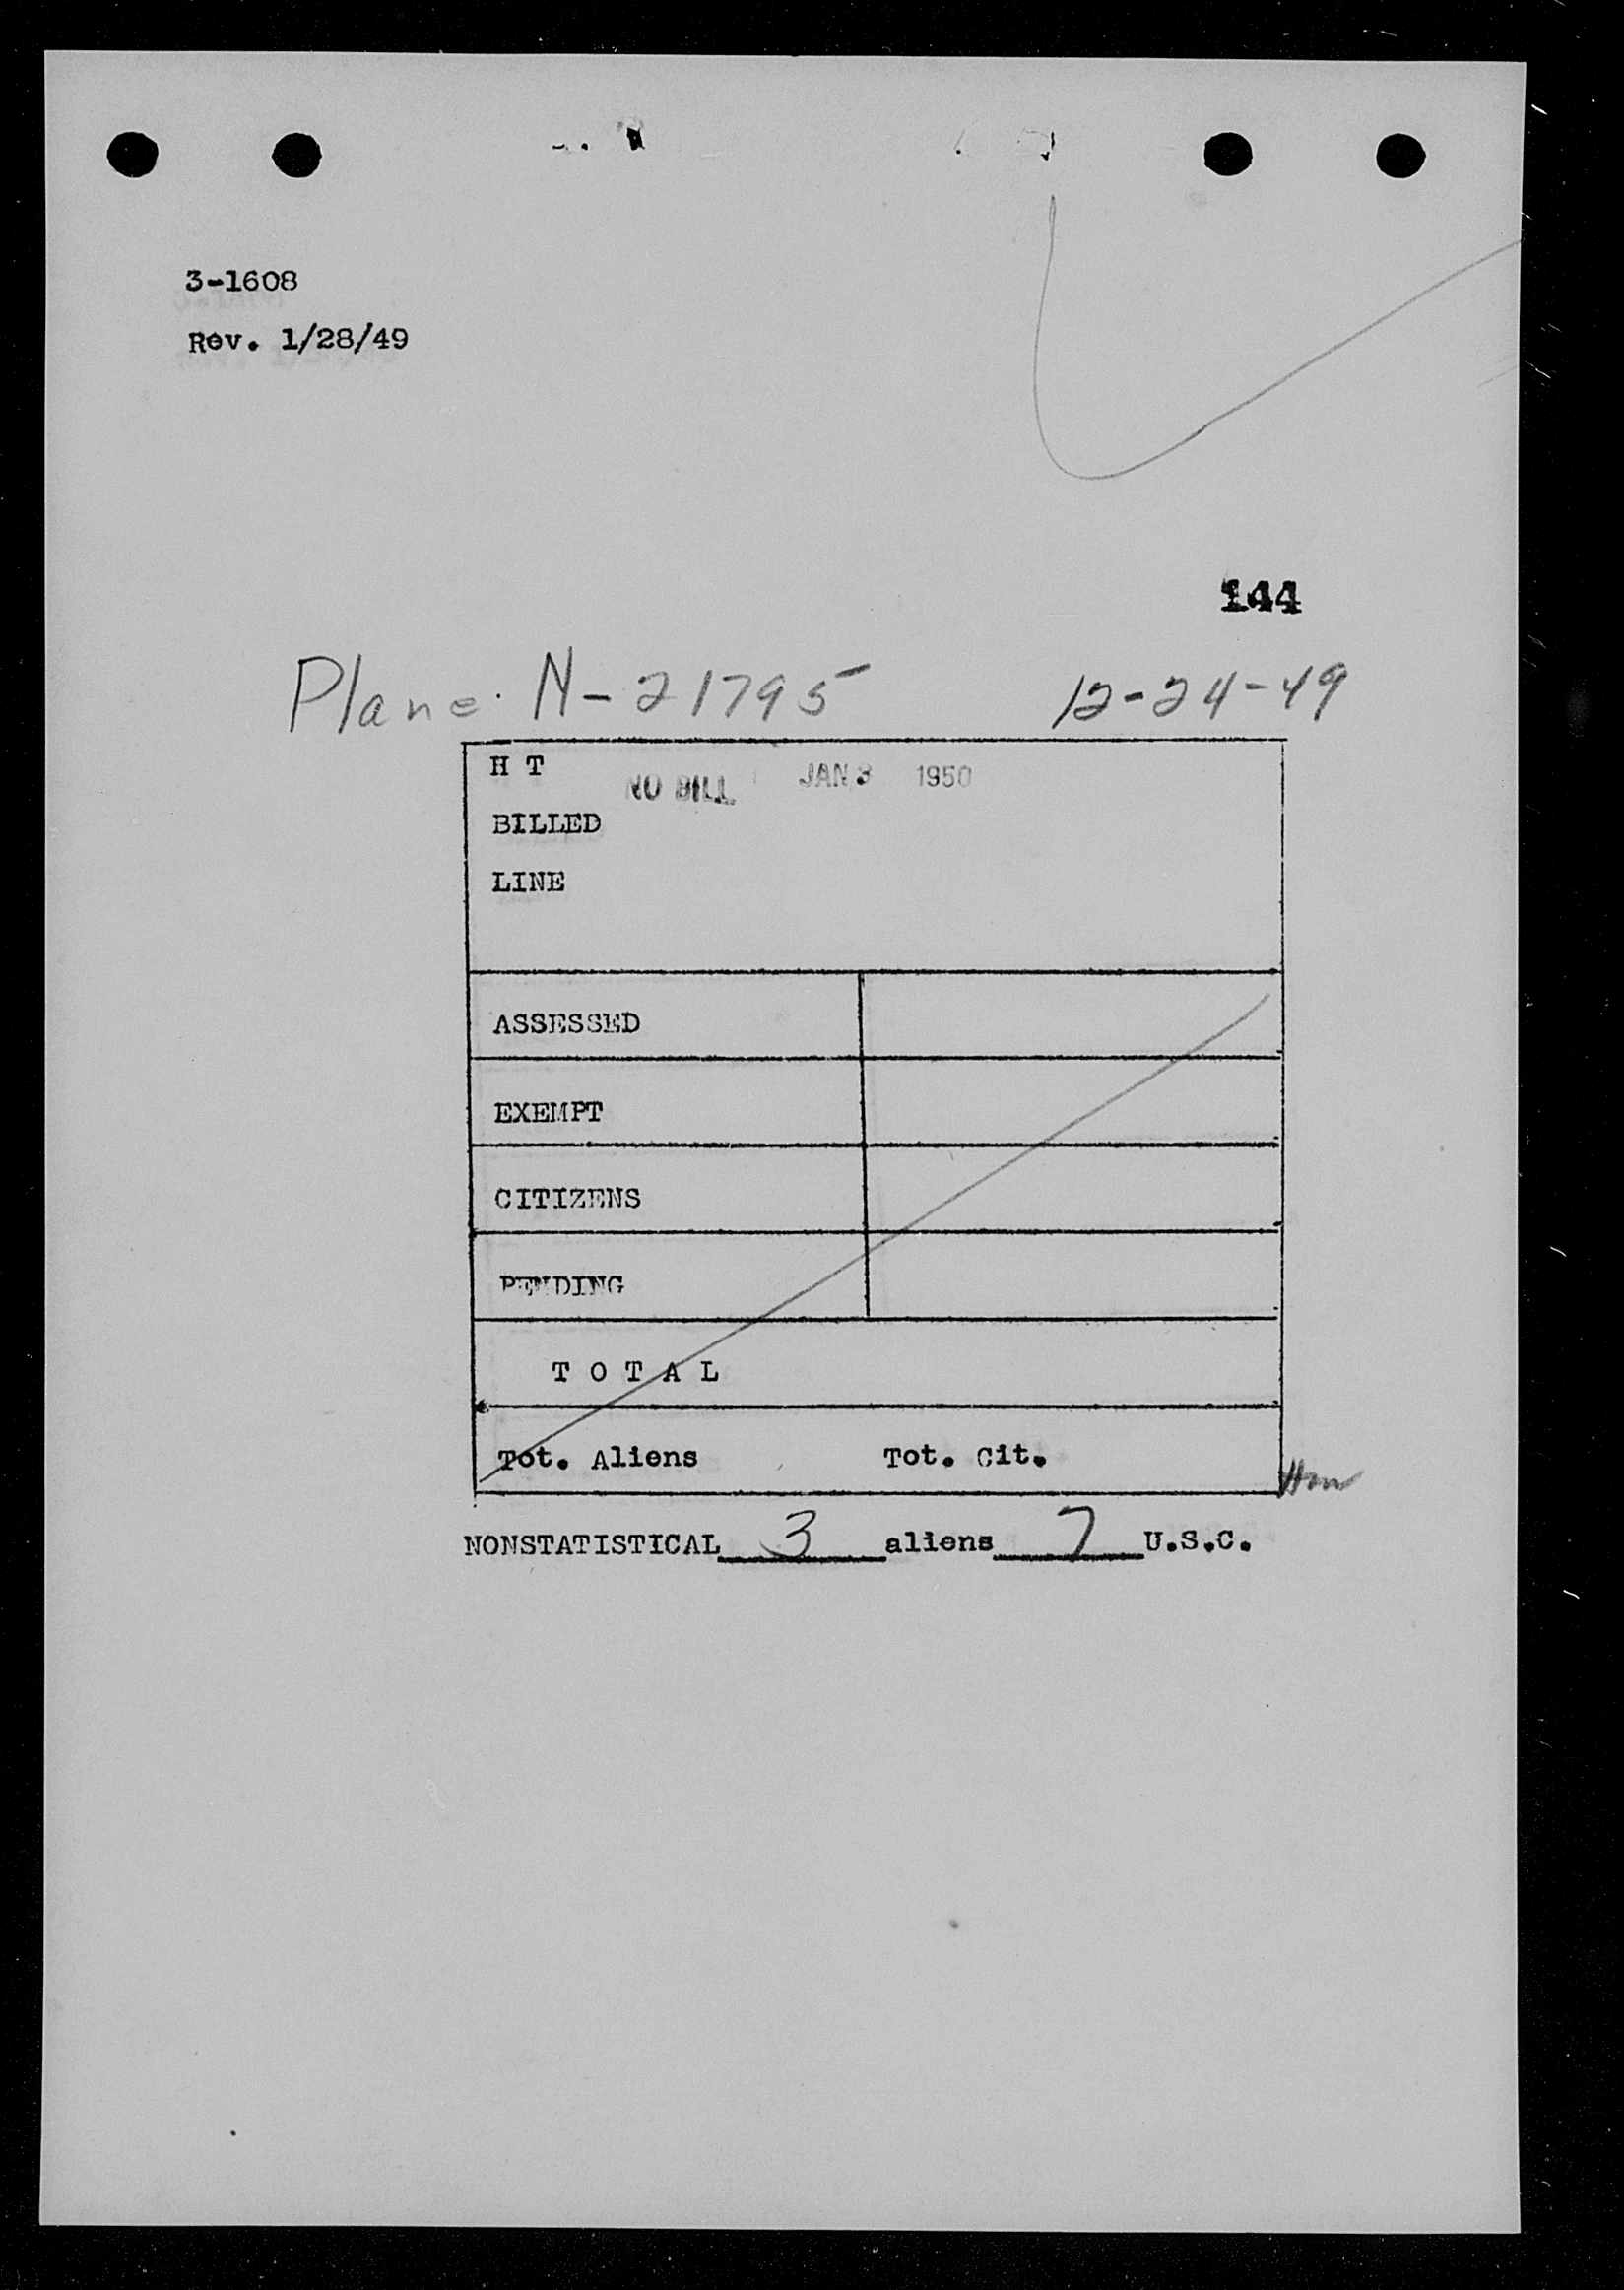 3-1608
Rev. 1/28/49
144
Plane. N-21795 12-24-49
H T
NO BILL JAN 3 1950
BILLED
LINE
ASSESSED
EXEMPT
CITIZENS
PENDING
T O T A L
Tot. Aliens Tot. Cit.
NONSTATISTICAL 3 aliens 7 U.S.C.